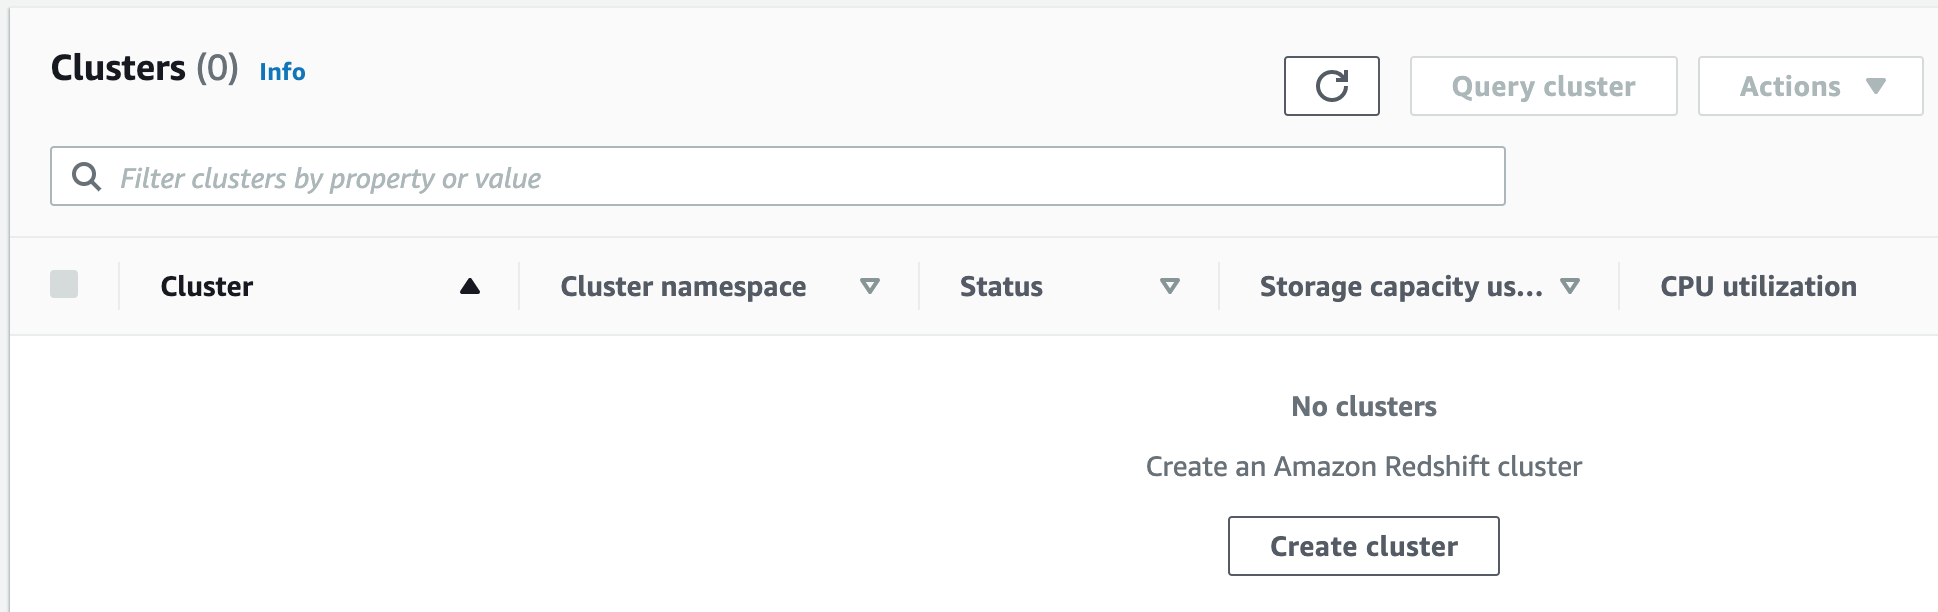 Clusters (0) Info
Query cluster
Actions
Filter clusters by property or value
Cluster Cluster namespace Status Storage capacity us... CPU utilization
No clusters
Create an Amazon Redshift cluster
Create cluster